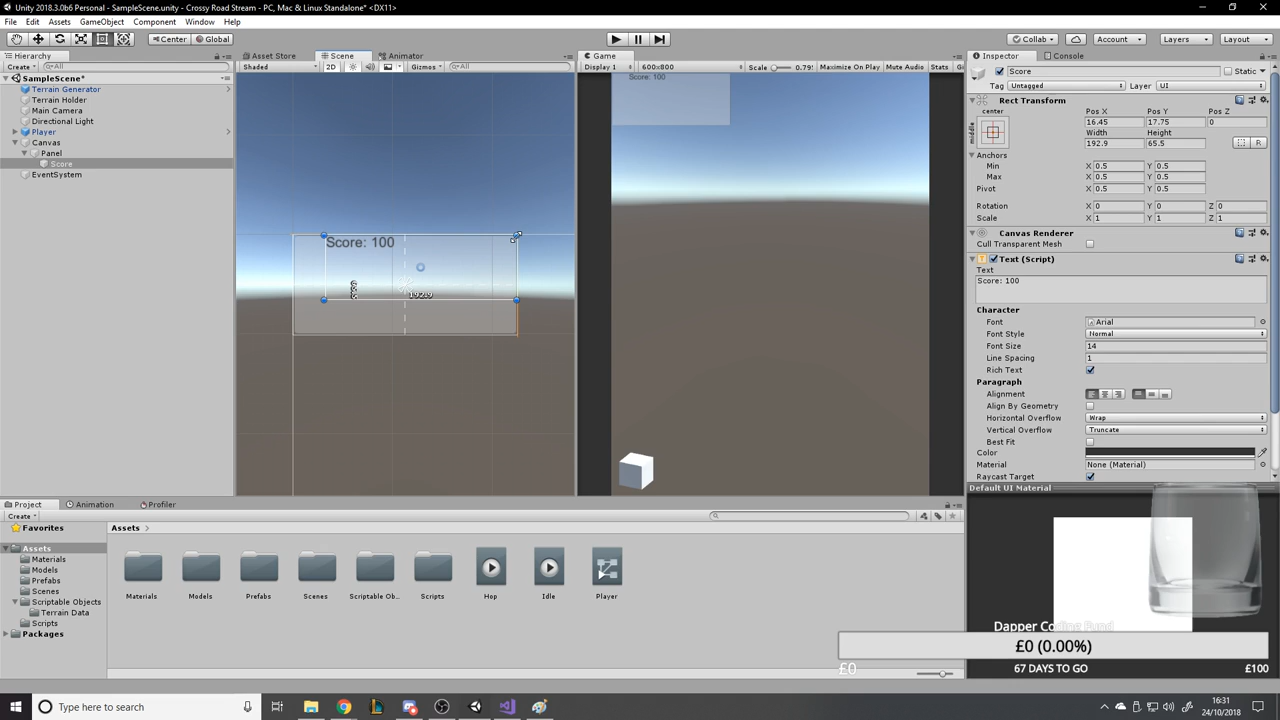 Unity 2018.3.0b6 Personal - SampleScene.unity - Crossy Road Stream - PC, Mac & Linux Standalone* <DX11>
File Edit Assets GameObject Component Window Help
Center Global
Collab Account Layers Layout
Hierarchy
Create All
SampleScene*
Terrain Generator
Terrain Holder
Main Camera
Directional Light
Player
Canvas
Panel
Score
EventSystem
Asset Store Scene Animator
Shaded 2D Gizmos All
Score: 100
192.9
Game
Display 1 600x800 Scale 0.79 Maximize On Play Mute Audio Stats
Score: 100
Inspector Console
Score Static
Tag Untagged Layer UI
Rect Transform
center
middle
Pos X Pos Y Pos Z
16.45 17.75 0
Width Height
192.9 65.5
R
Anchors
Min X 0.5 Y 0.5
Max X 0.5 Y 0.5
Pivot X 0.5 Y 0.5
Rotation X 0 Y 0 Z 0
Scale X 1 Y 1 Z 1
Canvas Renderer
Cull Transparent Mesh
Text (Script)
Text
Score: 100
Character
Font Arial
Font Style Normal
Font Size 14
Line Spacing 1
Rich Text
Paragraph
Alignment
Align By Geometry
Horizontal Overflow Wrap
Vertical Overflow Truncate
Best Fit
Color
Material None (Material)
Raycast Target
Default UI Material
Project Animation Profiler
Create
Favorites
Assets
Materials
Models
Prefabs
Scenes
Scriptable Objects
Terrain Data
Scripts
Packages
Assets
Materials Models Prefabs Scenes Scriptable Ob... Scripts Hop Idle Player
Dapper Coding Fund
£0 (0.00%)
£0 67 DAYS TO GO £100
Type here to search
16:31
24/10/2018